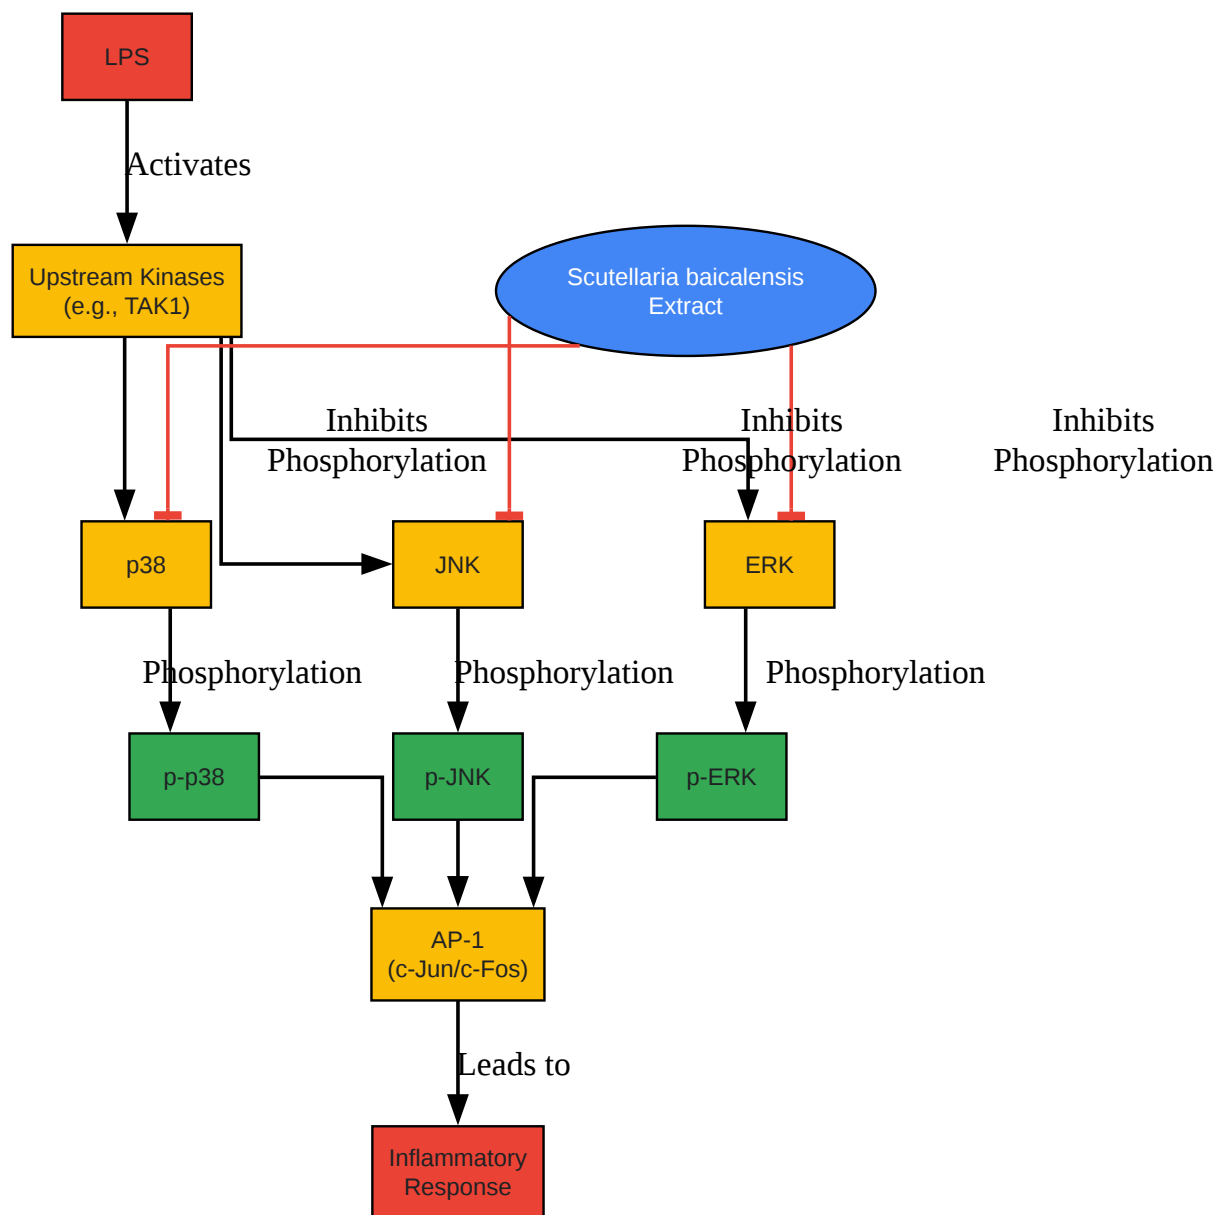 LPS
Activates
Upstream Kinases
(e.g., TAK1)
Scutellaria baicalensis
Extract
Inhibits
Phosphorylation
Inhibits
Phosphorylation
Inhibits
Phosphorylation
p38
JNK
ERK
Phosphorylation
Phosphorylation
Phosphorylation
p-p38
p-JNK
p-ERK
AP-1
(c-Jun/c-Fos)
Leads to
Inflammatory
Response